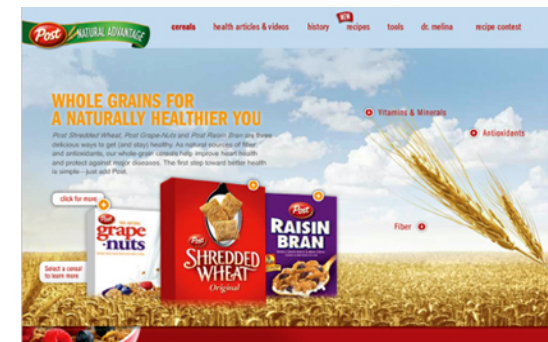 Post NATURAL ADVANTAGE
cereals health articles & videos history recipes tools dr. melina recipe contest
NEW
WHOLE GRAINS FOR
A NATURALLY HEALTHIER YOU
Post Shredded Wheat, Post Grape-Nuts and Post Raisin Bran are three
delicious ways to get (and stay) healthy. As natural sources of fiber
and antioxidants, our whole-grain cereals help improve heart health
and protect against major diseases. The first step toward better health
is simple - just add Post.
Vitamins & Minerals
Antioxidants
Fiber
click for more
Select a cereal
to learn more
Post
grape
·nuts
Post
SHREDDED
WHEAT
Original
Post
RAISIN
BRAN